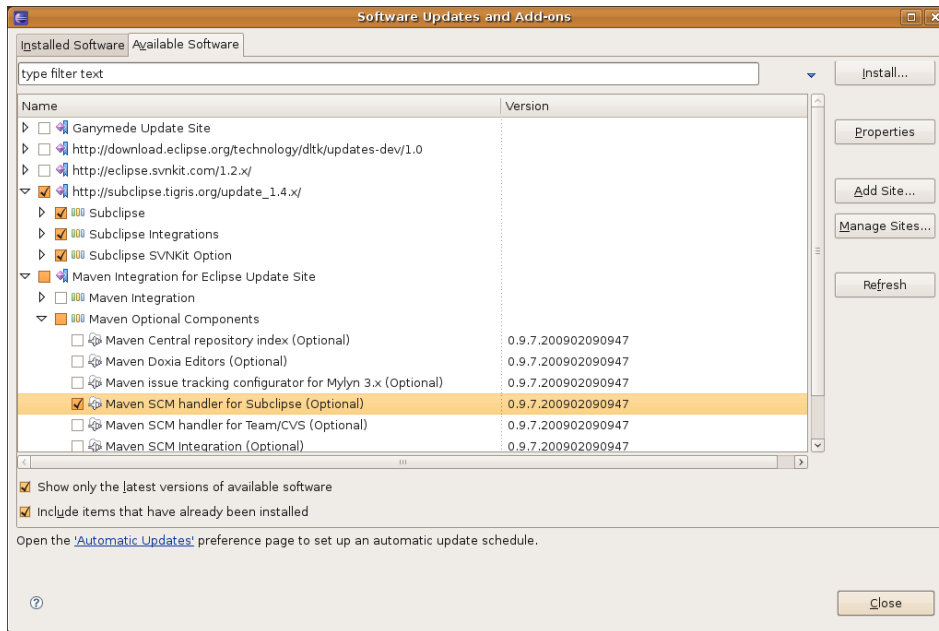 Software Updates and Add-ons
Installed Software Available Software
type filter text
Install...
Name Version
Ganymede Update Site
Properties
http://download.eclipse.org/technology/dltk/updates-dev/1.0
http://eclipse.svnkit.com/1.2.x/
http://subclipse.tigris.org/update_1.4.x/
Add Site...
Subclipse
Subclipse Integrations
Manage Sites...
Subclipse SVNKit Option
Maven Integration for Eclipse Update Site
Refresh
Maven Integration
Maven Optional Components
Maven Central repository index (Optional) 0.9.7.200902090947
Maven Doxia Editors (Optional) 0.9.7.200902090947
Maven issue tracking configurator for Mylyn 3.x (Optional) 0.9.7.200902090947
Maven SCM handler for Subclipse (Optional) 0.9.7.200902090947
Maven SCM handler for Team/CVS (Optional) 0.9.7.200902090947
Maven SCM Integration (Optional) 0.9.7.200902090947
Show only the latest versions of available software
Include items that have already been installed
Open the 'Automatic Updates' preference page to set up an automatic update schedule.
Close